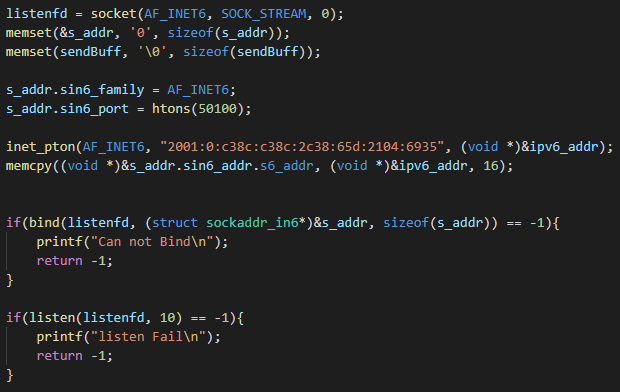 listenfd = socket(AF_INET6, SOCK_STREAM, 0);
memset(&s_addr, '0', sizeof(s_addr));
memset(sendBuff, '\0', sizeof(sendBuff));
s_addr.sin6_family = AF_INET6;
s_addr.sin6_port = htons(50100);
inet_pton(AF_INET6, "2001:0:c38c:c38c:2c38:65d:2104:6935", (void *)&ipv6_addr);
memcpy((void *)&s_addr.sin6_addr.s6_addr, (void *)&ipv6_addr, 16);
if(bind(listenfd, (struct sockaddr_in6*)&s_addr, sizeof(s_addr)) == -1){
    printf("Can not Bind\n");
    return -1;
}
if(listen(listenfd, 10) == -1){
    printf("listen Fail\n");
    return -1;
}